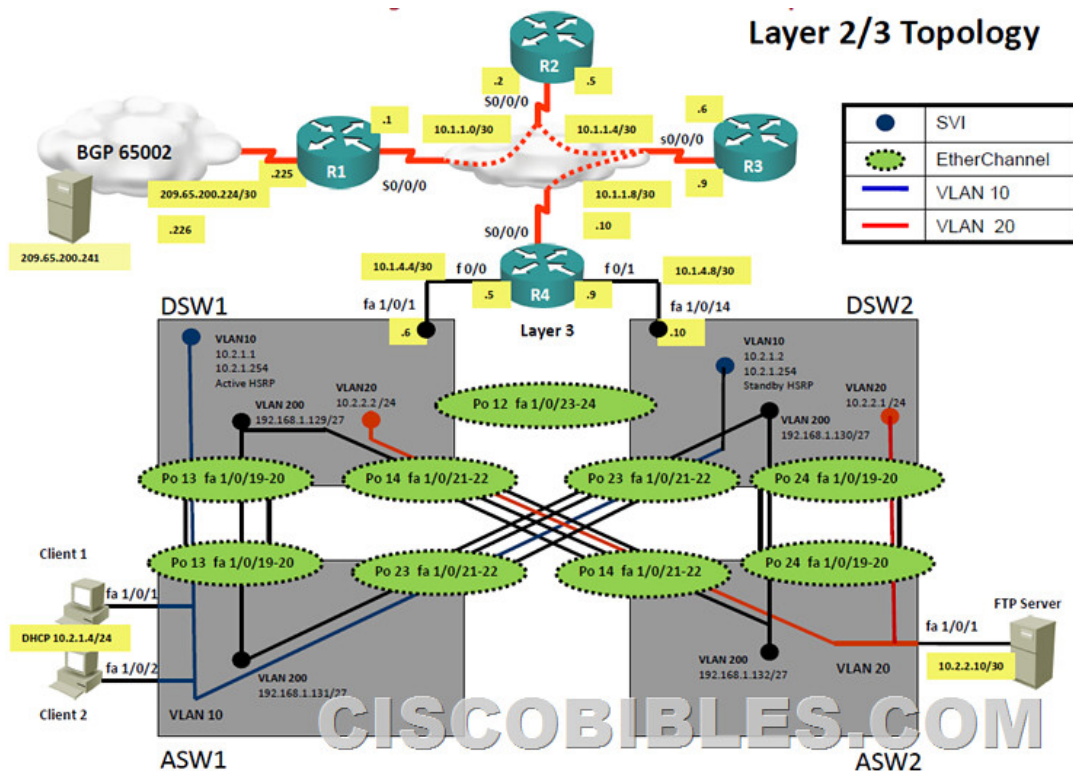 Layer 2/3 Topology
R2
.2
.5
S0/0/0
.6
.1
10.1.1.0/30
10.1.1.4/30
s0/0/0
SVI
EtherChannel
VLAN 10
VLAN 20
BGP 65002
R1
R3
.225
S0/0/0
.9
209.65.200.224/30
10.1.1.8/30
.226
.10
S0/0/0
209.65.200.241
10.1.4.4/30
f 0/0
f 0/1
10.1.4.8/30
.5
R4
.9
DSW1
fa 1/0/1
fa 1/0/14
DSW2
.6
Layer 3
.10
VLAN10
10.2.1.1
10.2.1.254
Active HSRP
VLAN10
10.2.1.2
10.2.1.254
Standby HSRP
VLAN20
10.2.2.2 /24
VLAN20
10.2.2.1 /24
Po 12 fa 1/0/23-24
VLAN 200
192.168.1.129/27
VLAN 200
192.168.1.130/27
Po 13 fa 1/0/19-20
Po 14 fa 1/0/21-22
Po 23 fa 1/0/21-22
Po 24 fa 1/0/19-20
Po 13 fa 1/0/19-20
Po 23 fa 1/0/21-22
Po 14 fa 1/0/21-22
Po 24 fa 1/0/19-20
Client 1
fa 1/0/1
DHCP 10.2.1.4/24
fa 1/0/2
Client 2
FTP Server
fa 1/0/1
10.2.2.10/30
VLAN 200
192.168.1.131/27
VLAN 10
VLAN 200
192.168.1.132/27
VLAN 20
CISCOBIBLES.COM
ASW1
ASW2